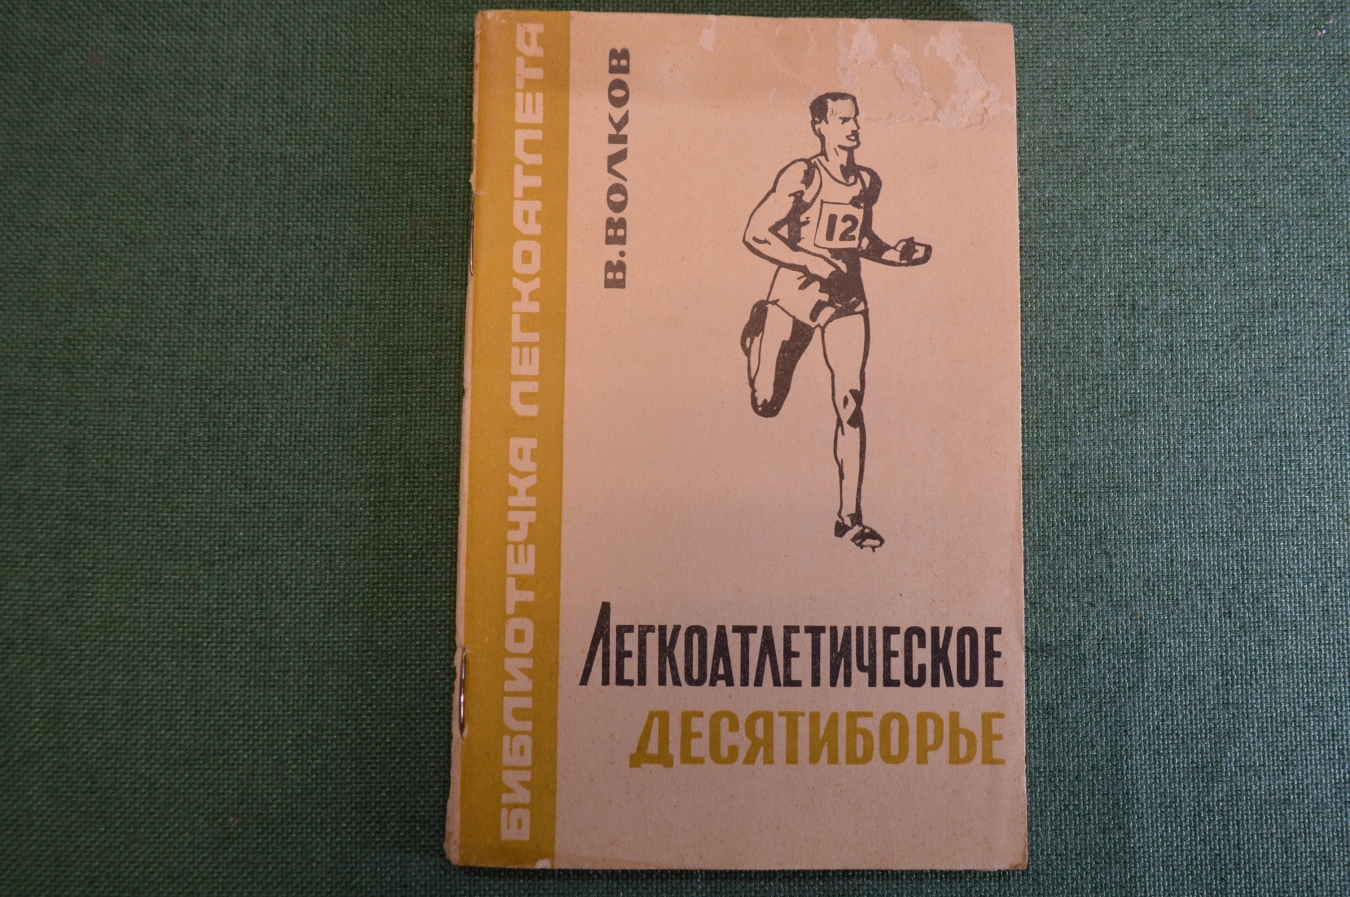 БИБЛИОТЕЧКА ЛЕГКОАТЛЕТА
В. ВОЛКОВ
12
ЛЕГКОАТЛЕТИЧЕСКОЕ
ДЕСЯТИБОРЬЕ